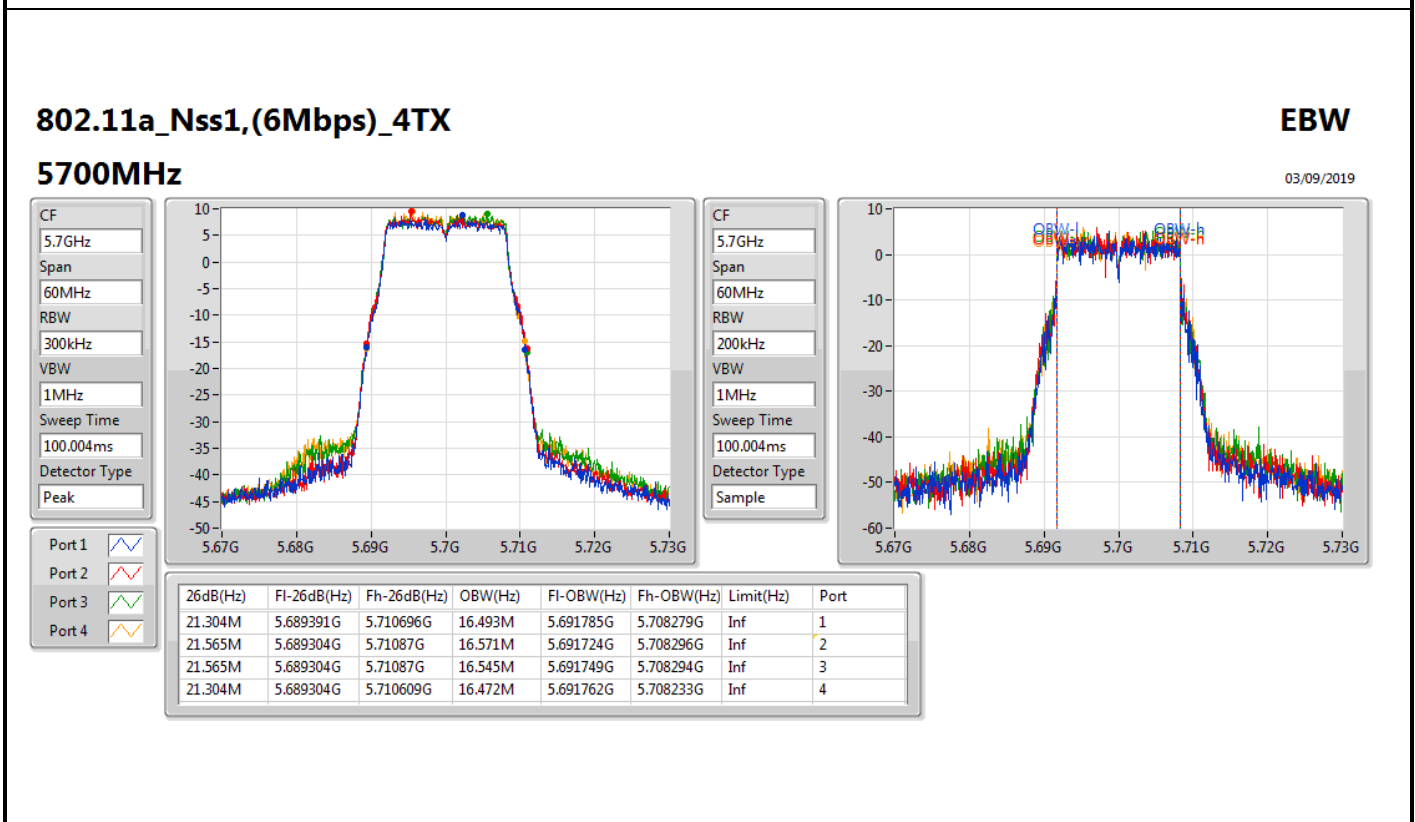 802.11a_Nss1,(6Mbps)_4TX
EBW
5700MHz
03/09/2019
CF
5.7GHz
Span
60MHz
RBW
300kHz
VBW
1MHz
Sweep Time
100.004ms
Detector Type
Peak
10
5
0
-5
-10
-15
-20
-25
-30
-35
-40
-45
-50
5.67G 5.68G 5.69G 5.7G 5.71G 5.72G 5.73G
CF
5.7GHz
Span
60MHz
RBW
200kHz
VBW
1MHz
Sweep Time
100.004ms
Detector Type
Sample
10
0
-10
-20
-30
-40
-50
-60
OBW-l OBW-h
5.67G 5.68G 5.69G 5.7G 5.71G 5.72G 5.73G
Port 1
Port 2
Port 3
Port 4
26dB(Hz) Fl-26dB(Hz) Fh-26dB(Hz) OBW(Hz) Fl-OBW(Hz) Fh-OBW(Hz) Limit(Hz) Port
21.304M 5.689391G 5.710696G 16.493M 5.691785G 5.708279G Inf 1
21.565M 5.689304G 5.71087G 16.571M 5.691724G 5.708296G Inf 2
21.565M 5.689304G 5.71087G 16.545M 5.691749G 5.708294G Inf 3
21.304M 5.689304G 5.710609G 16.472M 5.691762G 5.708233G Inf 4